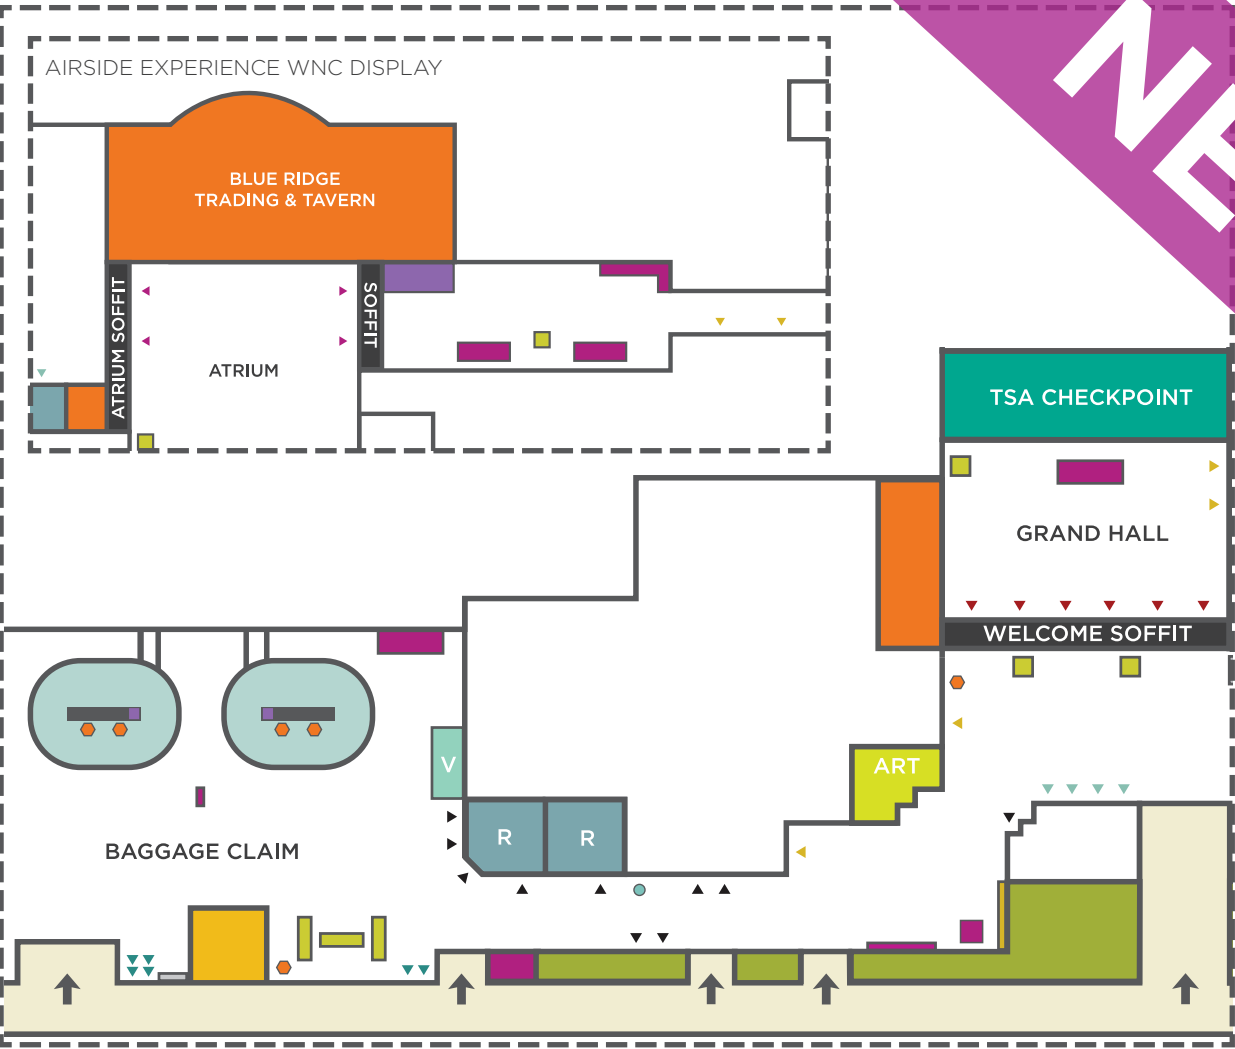 AIRSIDE EXPERIENCE WNC DISPLAY
NE
BLUE RIDGE
TRADING & TAVERN
ATRIUM SOFFIT
SOFFIT
ATRIUM
TSA CHECKPOINT
GRAND HALL
WELCOME SOFFIT
V
ART
R
R
BAGGAGE CLAIM